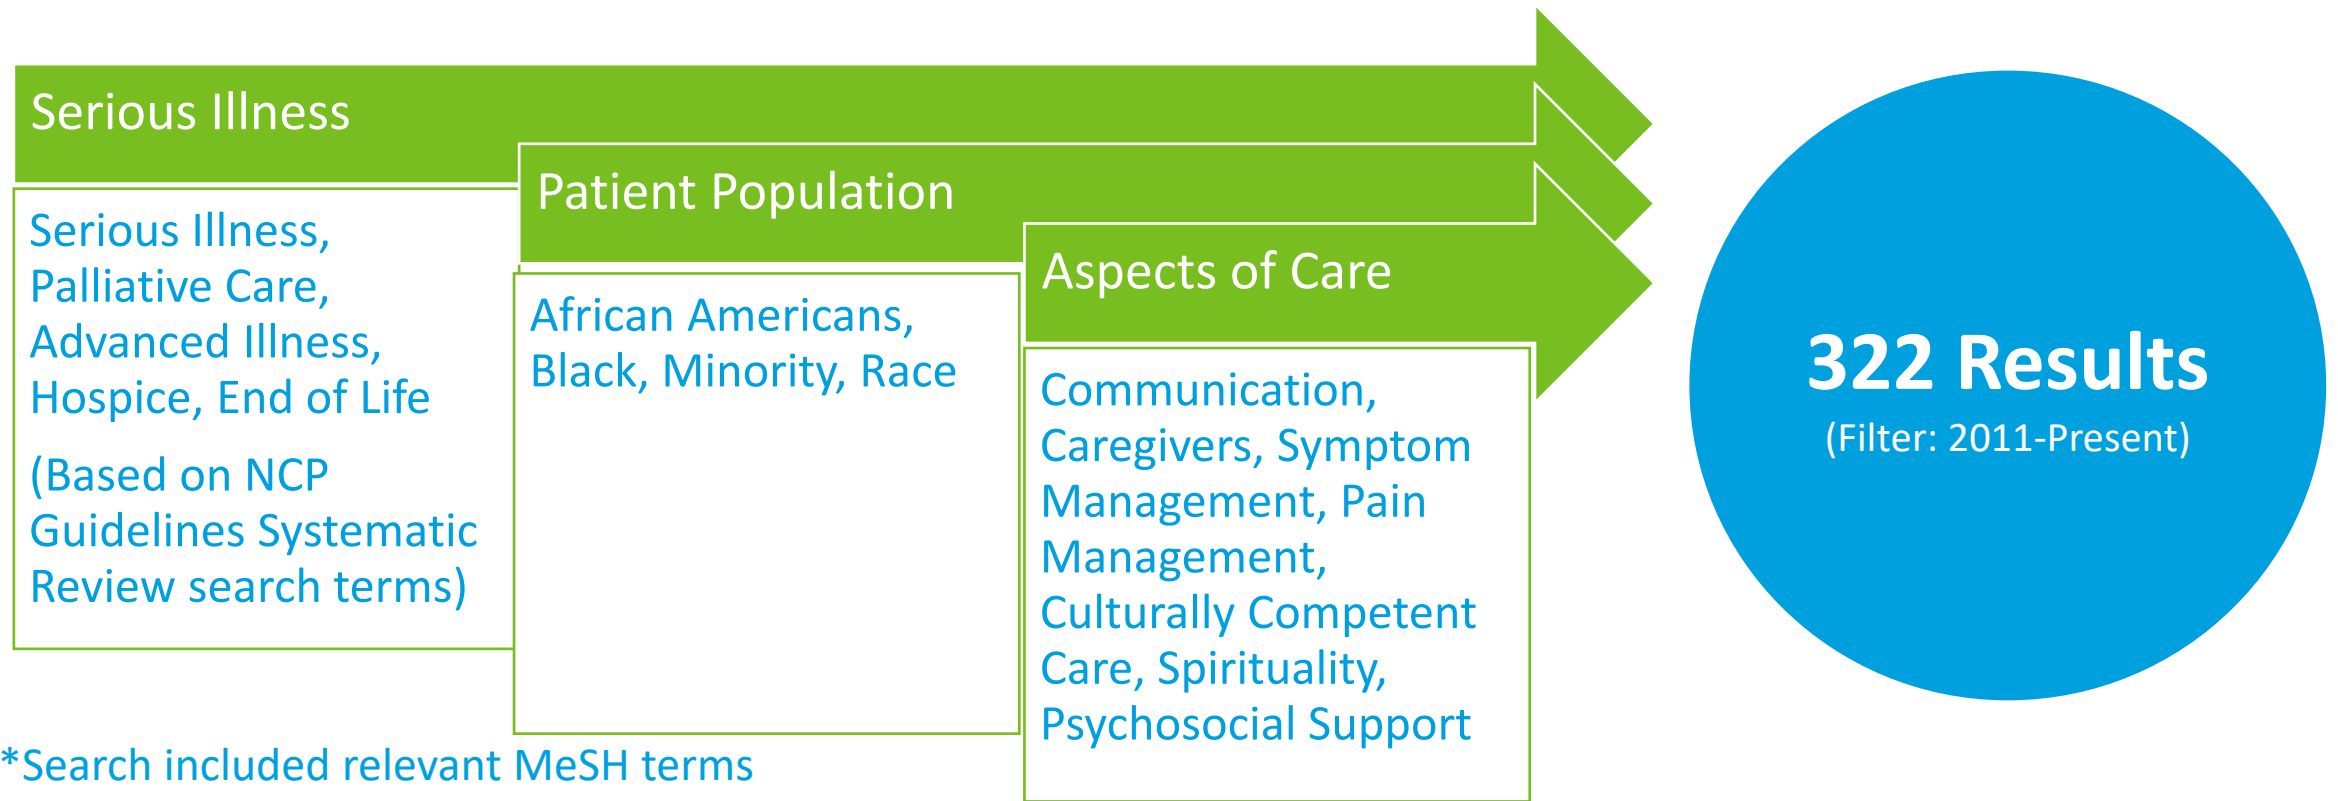 Serious Illness
Serious Illness,
Palliative Care,
Advanced Illness,
Hospice, End of Life
(Based on NCP
Guidelines Systematic
Review search terms)
Patient Population
African Americans,
Black, Minority, Race
Aspects of Care
Communication,
Caregivers, Symptom
Management, Pain
Management,
Culturally Competent
Care, Spirituality,
Psychosocial Support
322 Results
(Filter: 2011-Present)
*Search included relevant MeSH terms